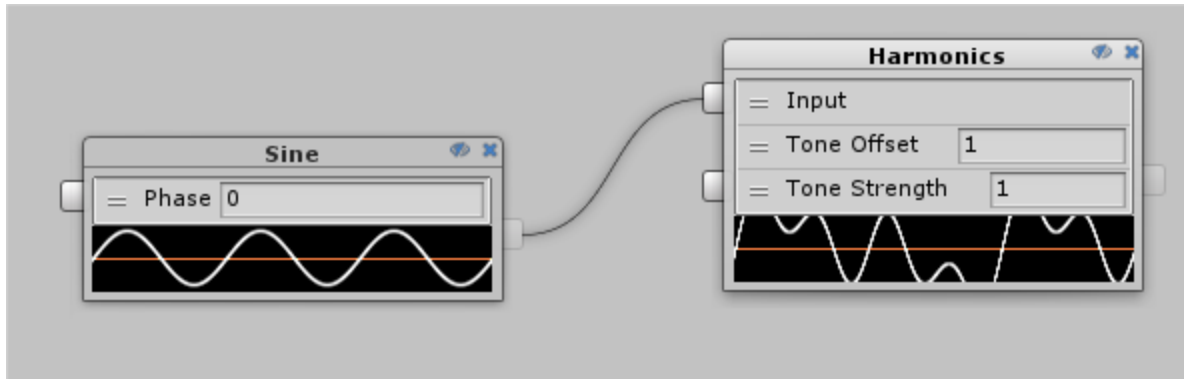 Sine
Phase 0
Harmonics
Input
Tone Offset 1
Tone Strength 1